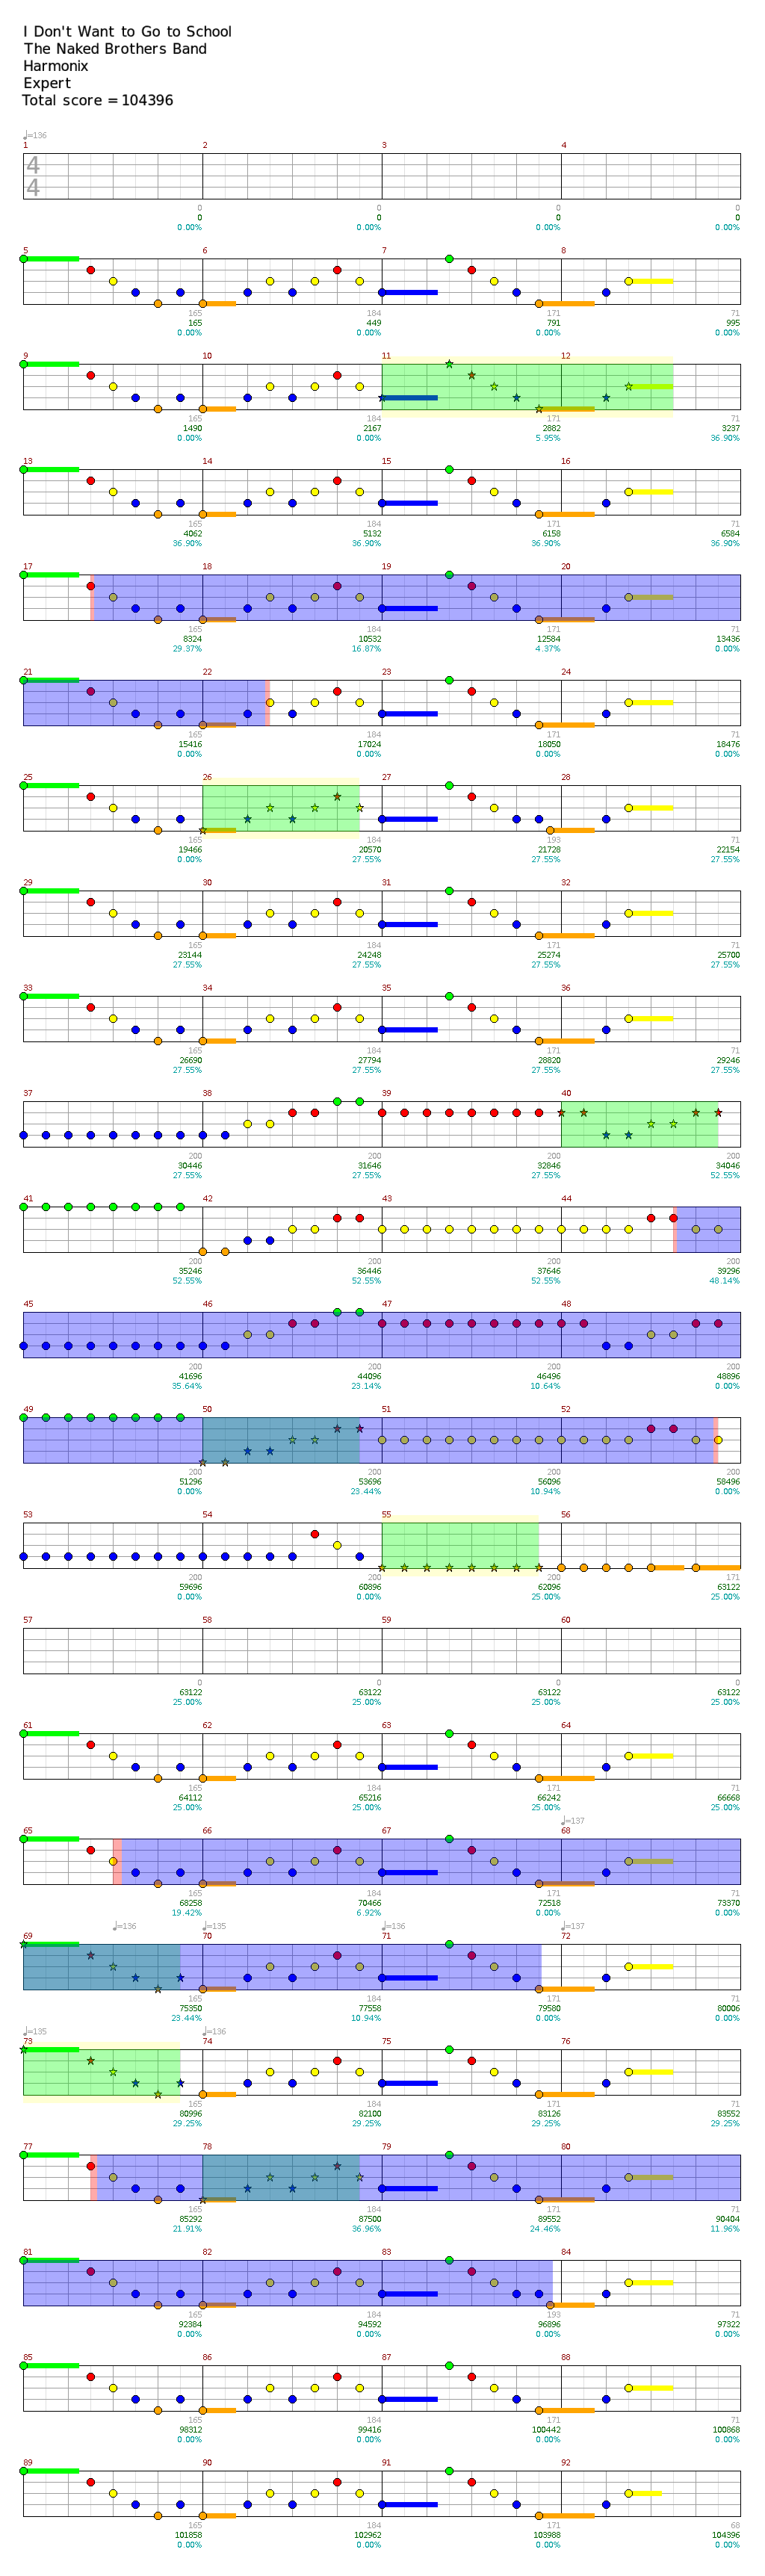 I Don't Want to Go to School
The Naked Brothers Band
Harmonix
Expert
Total score = 104396
♩=136
1 2 3 4
4
4
0 0 0 0
0 0 0 0
0.00% 0.00% 0.00% 0.00%
5 6 7 8
165 184 171 71
165 449 791 995
0.00% 0.00% 0.00% 0.00%
9 10 11 12
165 184 171 71
1490 2167 2882 3237
0.00% 0.00% 5.95% 36.90%
13 14 15 16
165 184 171 71
4062 5132 6158 6584
36.90% 36.90% 36.90% 36.90%
17 18 19 20
165 184 171 71
8324 10532 12584 13436
29.37% 16.87% 4.37% 0.00%
21 22 23 24
165 184 171 71
15416 17024 18050 18476
0.00% 0.00% 0.00% 0.00%
25 26 27 28
165 184 193 71
19466 20570 21728 22154
0.00% 27.55% 27.55% 27.55%
29 30 31 32
165 184 171 71
23144 24248 25274 25700
27.55% 27.55% 27.55% 27.55%
33 34 35 36
165 184 171 71
26690 27794 28820 29246
27.55% 27.55% 27.55% 27.55%
37 38 39 40
200 200 200 200
30446 31646 32846 34046
27.55% 27.55% 27.55% 52.55%
41 42 43 44
200 200 200 200
35246 36446 37646 39296
52.55% 52.55% 52.55% 48.14%
45 46 47 48
200 200 200 200
41696 44096 46496 48896
35.64% 23.14% 10.64% 0.00%
49 50 51 52
200 200 200 200
51296 53696 56096 58496
0.00% 23.44% 10.94% 0.00%
53 54 55 56
200 200 200 171
59696 60896 62096 63122
0.00% 0.00% 25.00% 25.00%
57 58 59 60
0 0 0 0
63122 63122 63122 63122
25.00% 25.00% 25.00% 25.00%
61 62 63 64
165 184 171 71
64112 65216 66242 66668
25.00% 25.00% 25.00% 25.00%
♩=137
65 66 67 68
165 184 171 71
68258 70466 72518 73370
19.42% 6.92% 0.00% 0.00%
♩=136 ♩=135 ♩=136 ♩=137
69 70 71 72
165 184 171 71
75350 77558 79580 80006
23.44% 10.94% 0.00% 0.00%
♩=135 ♩=136
73 74 75 76
165 184 171 71
80996 82100 83126 83552
29.25% 29.25% 29.25% 29.25%
77 78 79 80
165 184 171 71
85292 87500 89552 90404
21.91% 36.96% 24.46% 11.96%
81 82 83 84
165 184 193 71
92384 94592 96896 97322
0.00% 0.00% 0.00% 0.00%
85 86 87 88
165 184 171 71
98312 99416 100442 100868
0.00% 0.00% 0.00% 0.00%
89 90 91 92
165 184 171 68
101858 102962 103988 104396
0.00% 0.00% 0.00% 0.00%